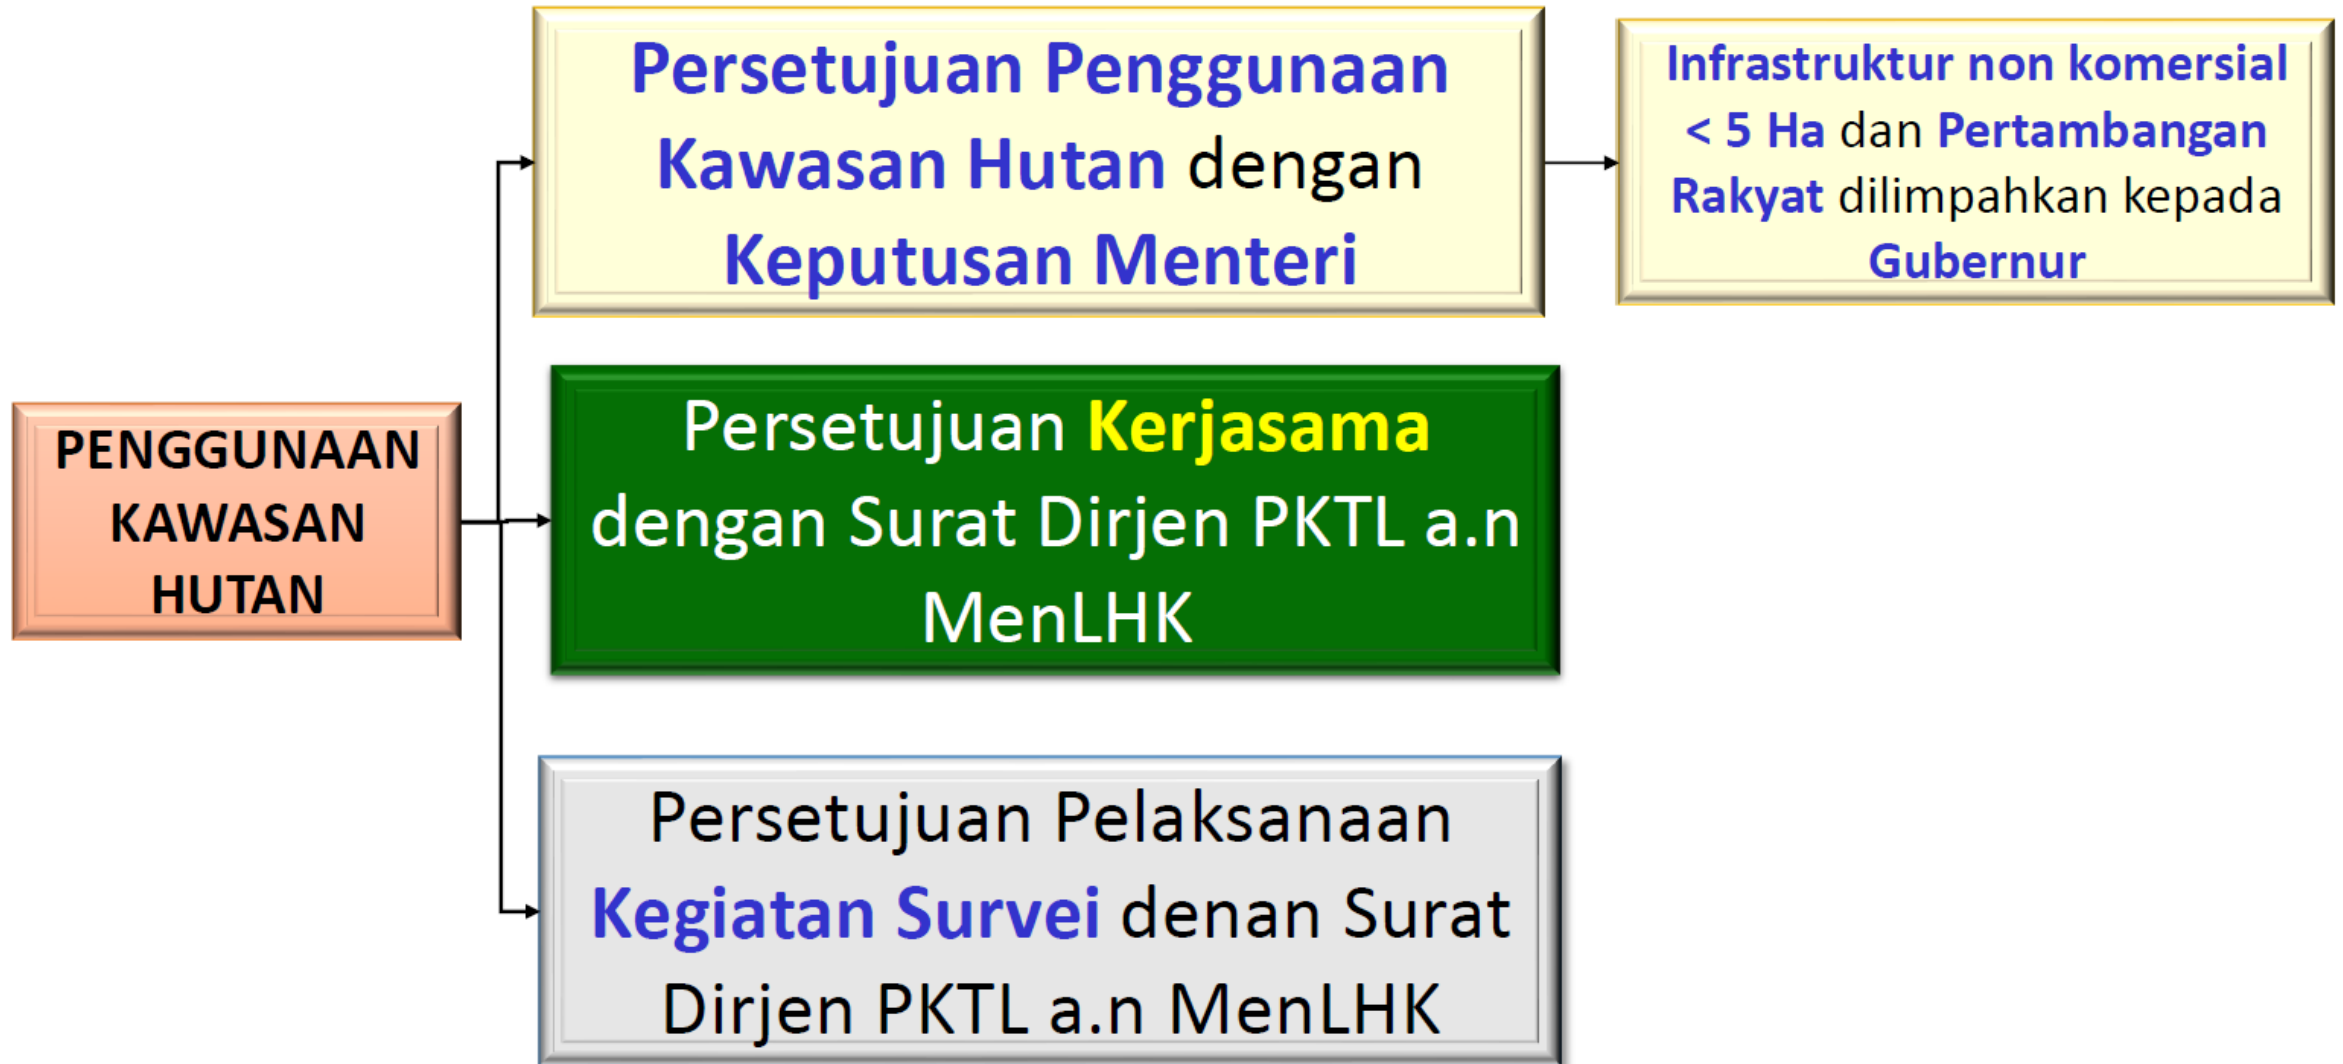 Persetujuan Penggunaan
Kawasan Hutan dengan
Keputusan Menteri
Infrastruktur non komersial
< 5 Ha dan Pertambangan
Rakyat dilimpahkan kepada
Gubernur
PENGGUNAAN
KAWASAN
HUTAN
Persetujuan Kerjasama
dengan Surat Dirjen PKTL a.n
MenLHK
Persetujuan Pelaksanaan
Kegiatan Survei denan Surat
Dirjen PKTL a.n MenLHK